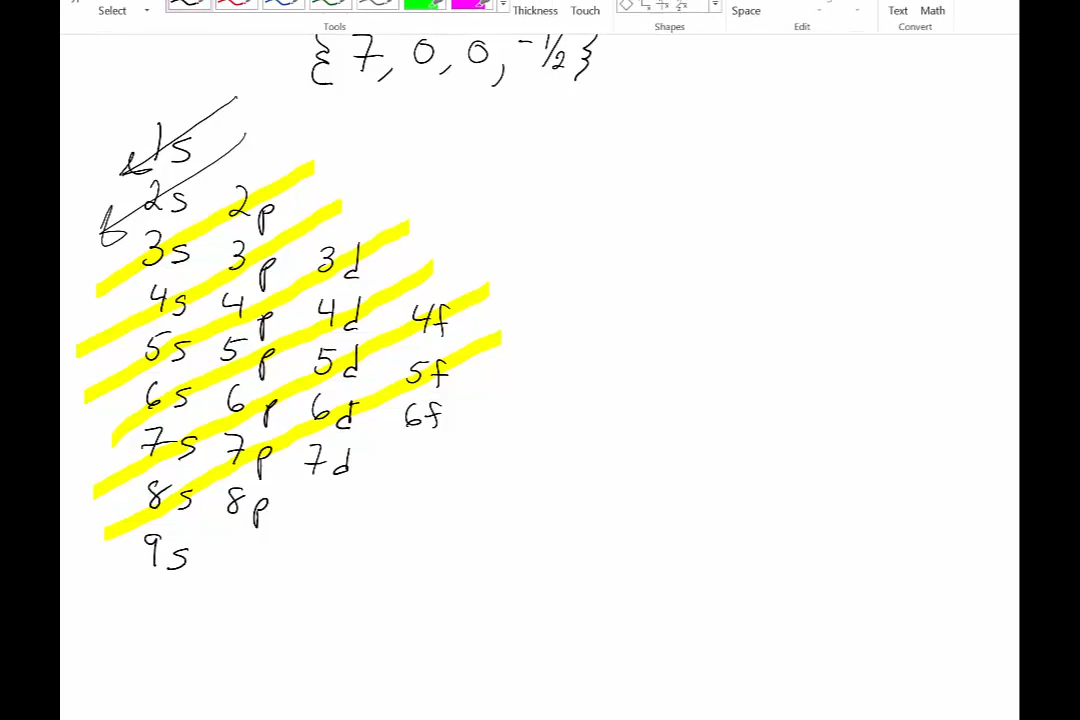 Select
Thickness Touch
Space
Text Math
Tools
Shapes
Edit
Convert
{ 7, 0, 0, -1/2 }
1s
2s 2p
3s 3p 3d
4s 4p 4d 4f
5s 5p 5d 5f
6s 6p 6d 6f
7s 7p 7d
8s 8p
9s